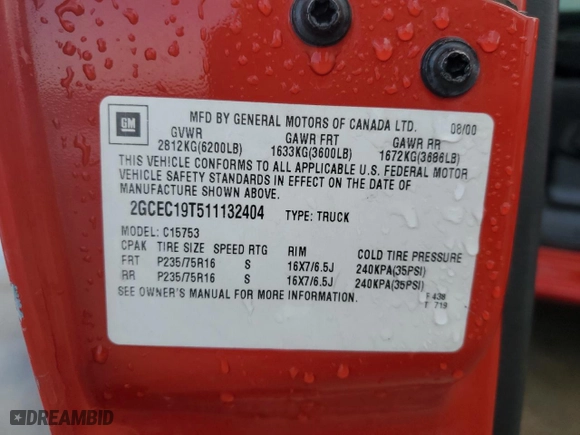 GM
MFD BY GENERAL MOTORS OF CANADA LTD. 08/00
GVWR GAWR FRT GAWR RR
2812KG(6200LB) 1633KG(3600LB) 1672KG(3686LB)
THIS VEHICLE CONFORMS TO ALL APPLICABLE U.S. FEDERAL MOTOR
VEHICLE SAFETY STANDARDS IN EFFECT ON THE DATE OF
MANUFACTURE SHOWN ABOVE.
2GCEC19T511132404 TYPE: TRUCK
MODEL: C15753
CPAK TIRE SIZE SPEED RTG RIM COLD TIRE PRESSURE
FRT P235/75R16 S 16X7/6.5J 240KPA(35PSI)
RR P235/75R16 S 16X7/6.5J 240KPA(35PSI)
SEE OWNER'S MANUAL FOR MORE INFORMATION.
F 438
T 719
DREAMBID